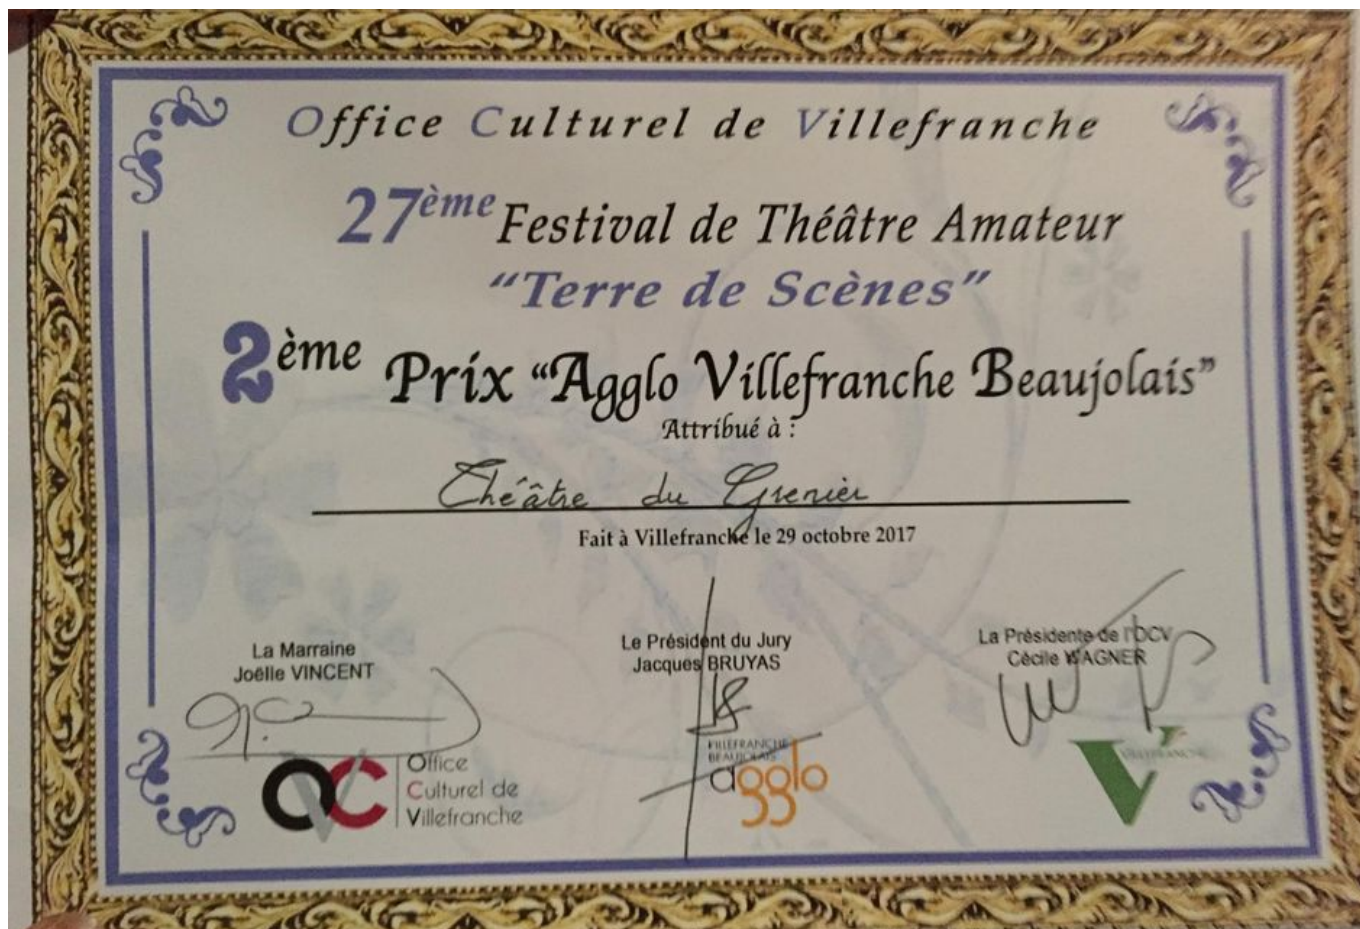 Office Culturel de Villefranche
27ème Festival de Théâtre Amateur
"Terre de Scènes"
2ème Prix "Agglo Villefranche Beaujolais"
Attribué à :
Théâtre du Grenier
Fait à Villefranche le 29 octobre 2017
La Marraine
Joëlle VINCENT
Le Président du Jury
Jacques BRUYAS
La Présidente de l'OCV
Cécile WAGNER
OVC
Office
Culturel de
Villefranche
VILLEFRANCHE
BEAUJOLAIS
agglo
V
VILLEFRANCHE